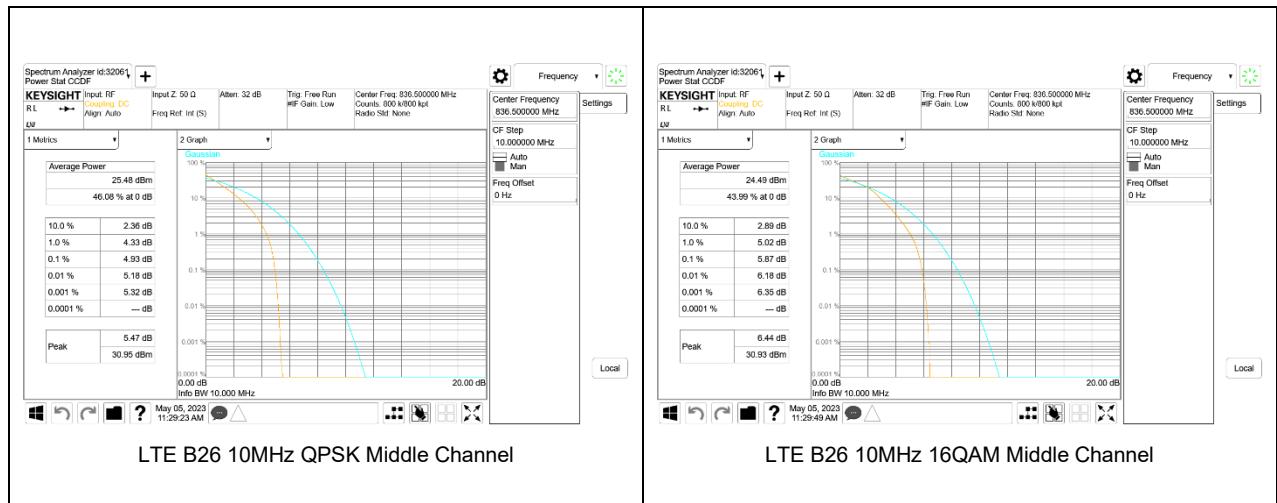 Spectrum Analyzer id:32061
Power Stat CCDF
+
Frequency
KEYSIGHT
R L
Input: RF
Coupling: DC
Align: Auto
Input Z: 50 Ω
Freq Ref: Int (S)
Atten: 32 dB
Trig: Free Run
#IF Gain: Low
Center Freq: 836.500000 MHz
Counts: 800 k/800 kpt
Radio Std: None
Center Frequency
836.500000 MHz
Settings
CF Step
10.000000 MHz
Auto
Man
Freq Offset
0 Hz
1 Metrics
2 Graph
Average Power
25.48 dBm
46.08 % at 0 dB
10.0 % 2.36 dB
1.0 % 4.33 dB
0.1 % 4.93 dB
0.01 % 5.18 dB
0.001 % 5.32 dB
0.0001 % --- dB
Peak 5.47 dB
30.95 dBm
Gaussian
100 %
10 %
1 %
0.1 %
0.01 %
0.001 %
0.0001 %
0.00 dB 20.00 dB
Info BW 10.000 MHz
Local
? May 05, 2023
11:29:23 AM
LTE B26 10MHz QPSK Middle Channel
Spectrum Analyzer id:32061
Power Stat CCDF
+
Frequency
KEYSIGHT
R L
Input: RF
Coupling: DC
Align: Auto
Input Z: 50 Ω
Freq Ref: Int (S)
Atten: 32 dB
Trig: Free Run
#IF Gain: Low
Center Freq: 836.500000 MHz
Counts: 800 k/800 kpt
Radio Std: None
Center Frequency
836.500000 MHz
Settings
CF Step
10.000000 MHz
Auto
Man
Freq Offset
0 Hz
1 Metrics
2 Graph
Average Power
24.49 dBm
43.99 % at 0 dB
10.0 % 2.89 dB
1.0 % 5.02 dB
0.1 % 5.87 dB
0.01 % 6.18 dB
0.001 % 6.35 dB
0.0001 % --- dB
Peak 6.44 dB
30.93 dBm
Gaussian
100 %
10 %
1 %
0.1 %
0.01 %
0.001 %
0.0001 %
0.00 dB 20.00 dB
Info BW 10.000 MHz
Local
? May 05, 2023
11:29:49 AM
LTE B26 10MHz 16QAM Middle Channel